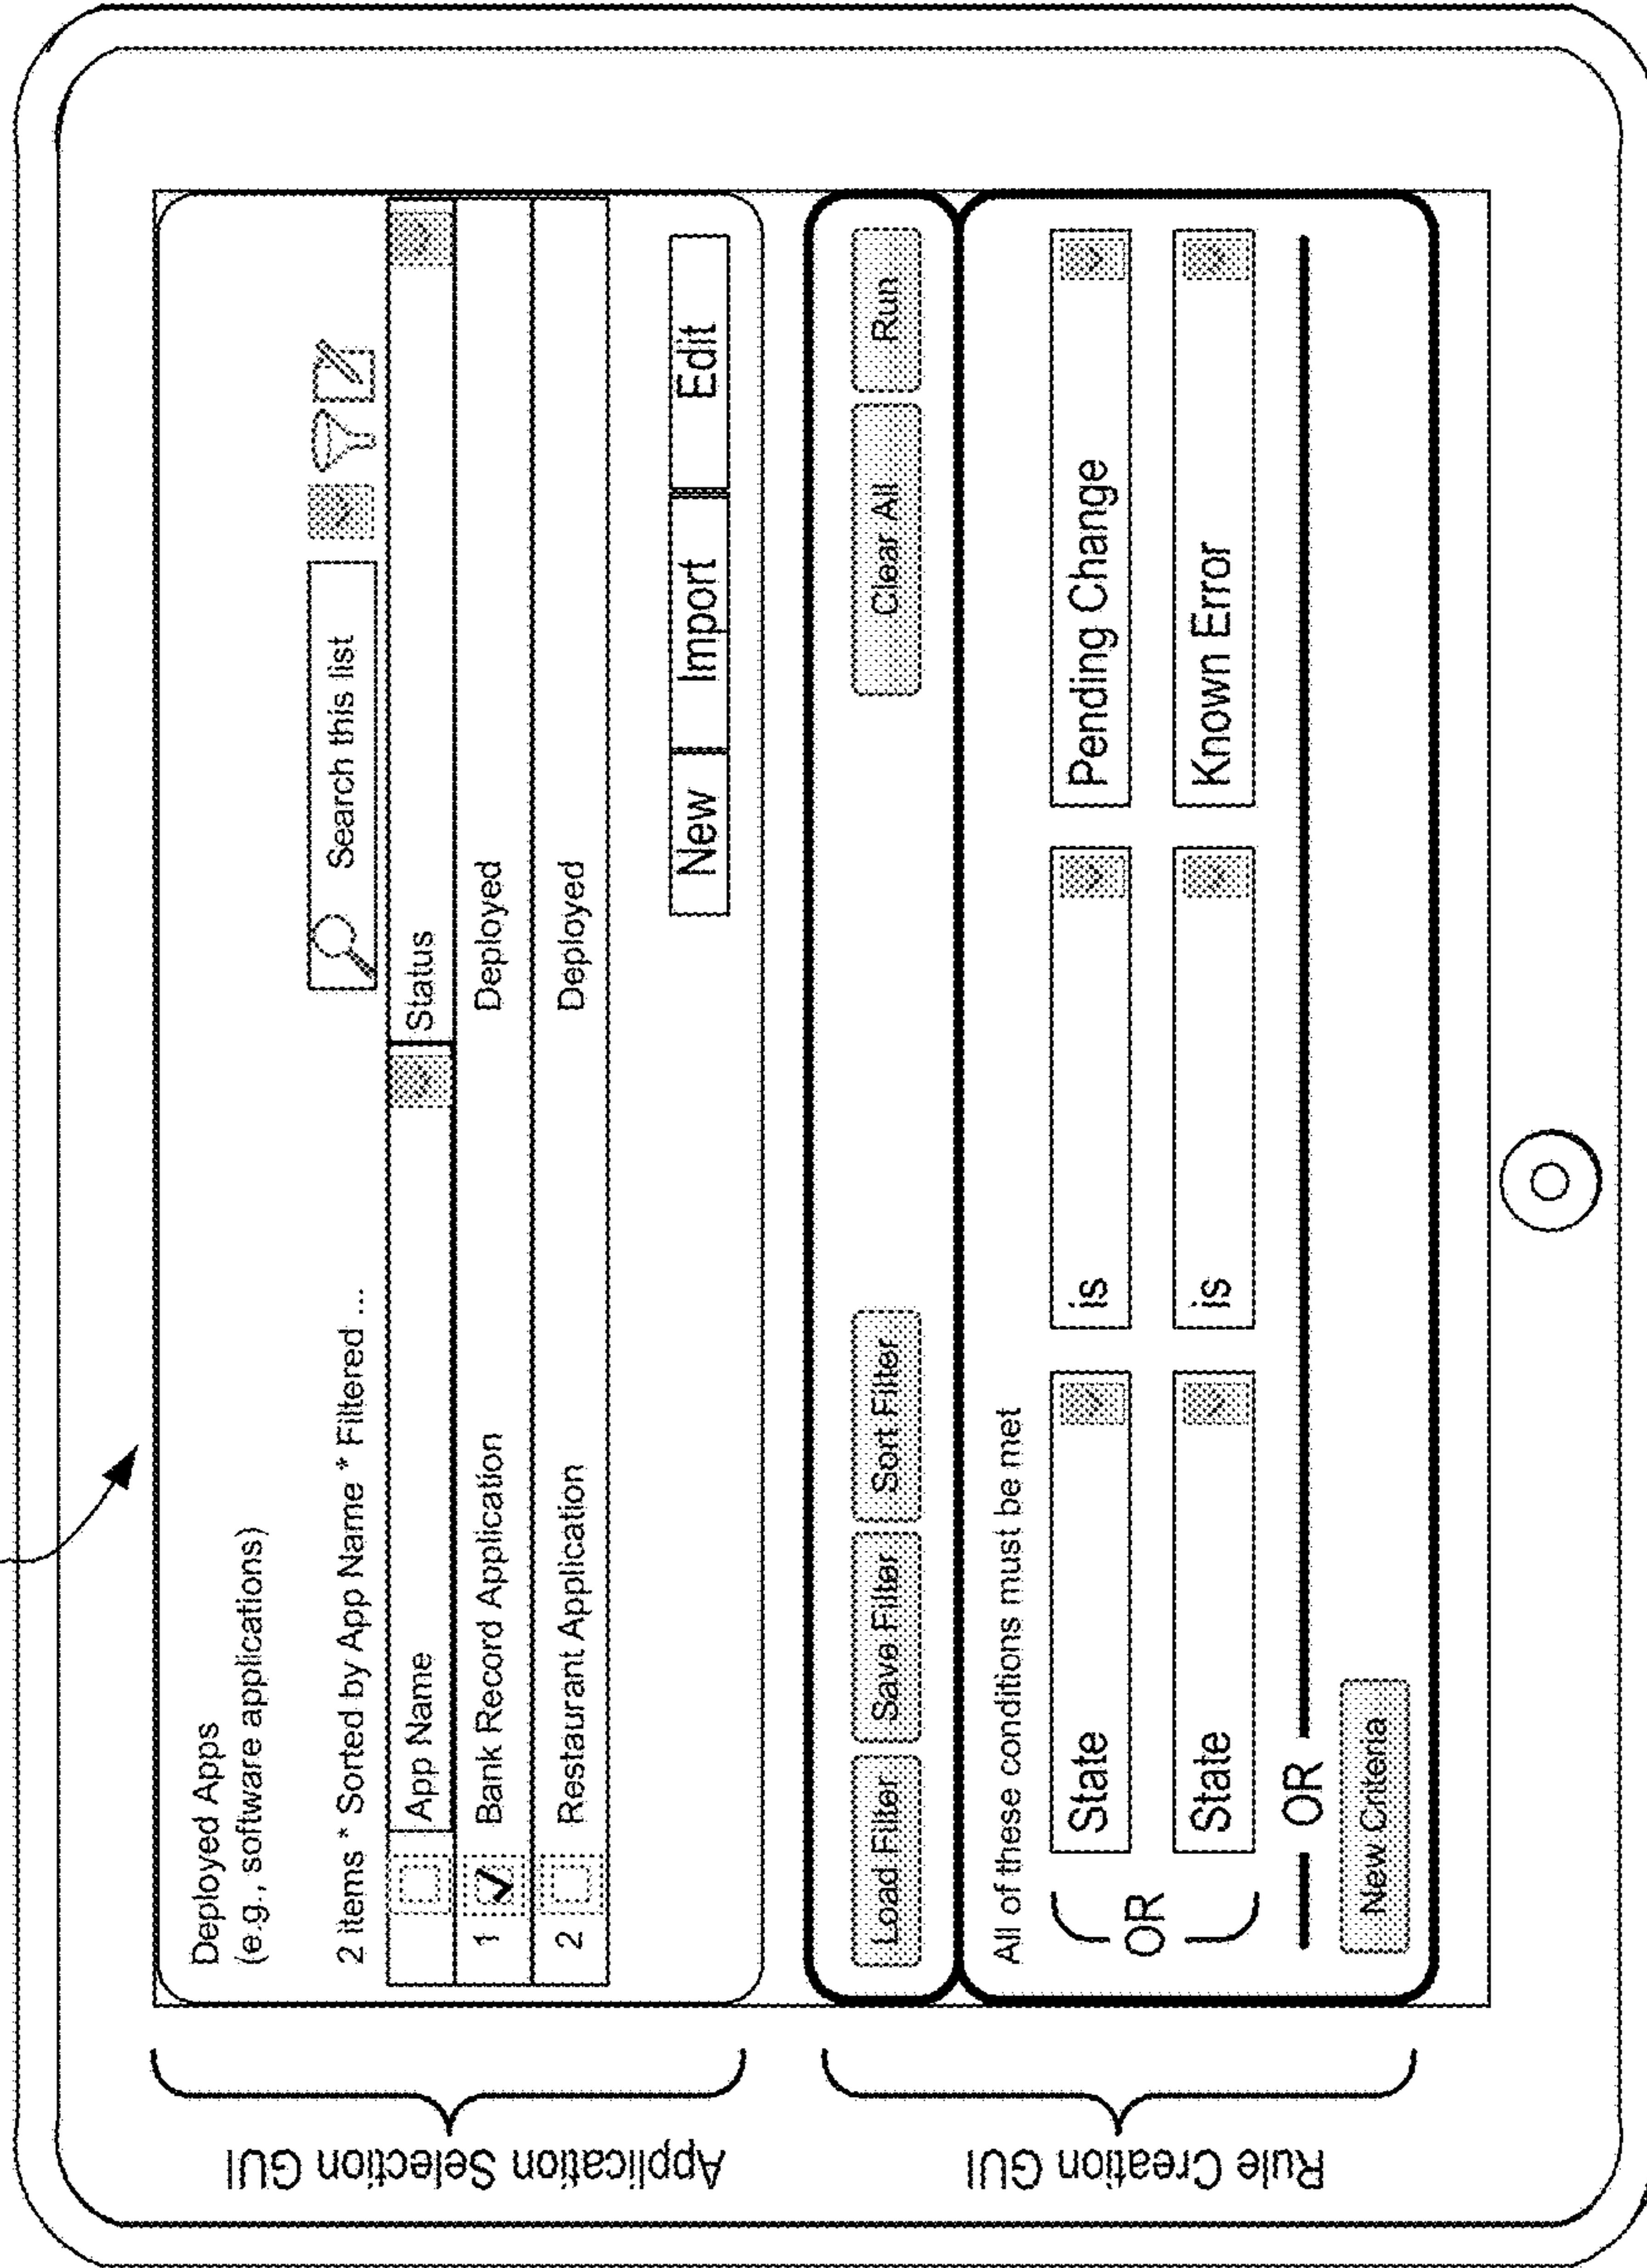 Application Selection GUI
Deployed Apps
(e.g., software applications)
2 items * Sorted by App Name * Filtered ...
Search this list
App Name Status
1 Bank Record Application Deployed
2 Restaurant Application Deployed
New Import Edit
Rule Creation GUI
Load Filter Save Filter Sort Filter Clear All Run
All of these conditions must be met
State is Pending Change
OR
State is Known Error
OR
New Criteria